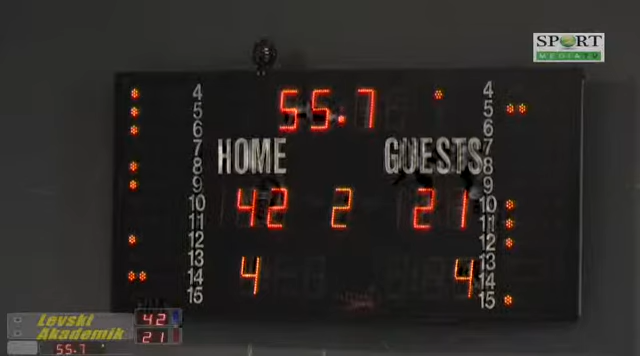 SPORT
MEDIA TV
4 55.7 4
5 5
6 6
7 7
HOME GUESTS
8 8
9 9
10 42 2 21 10
11 11
12 12
13 13
14 4 4 14
15 15
Levski 42
Akademik 21
55.7